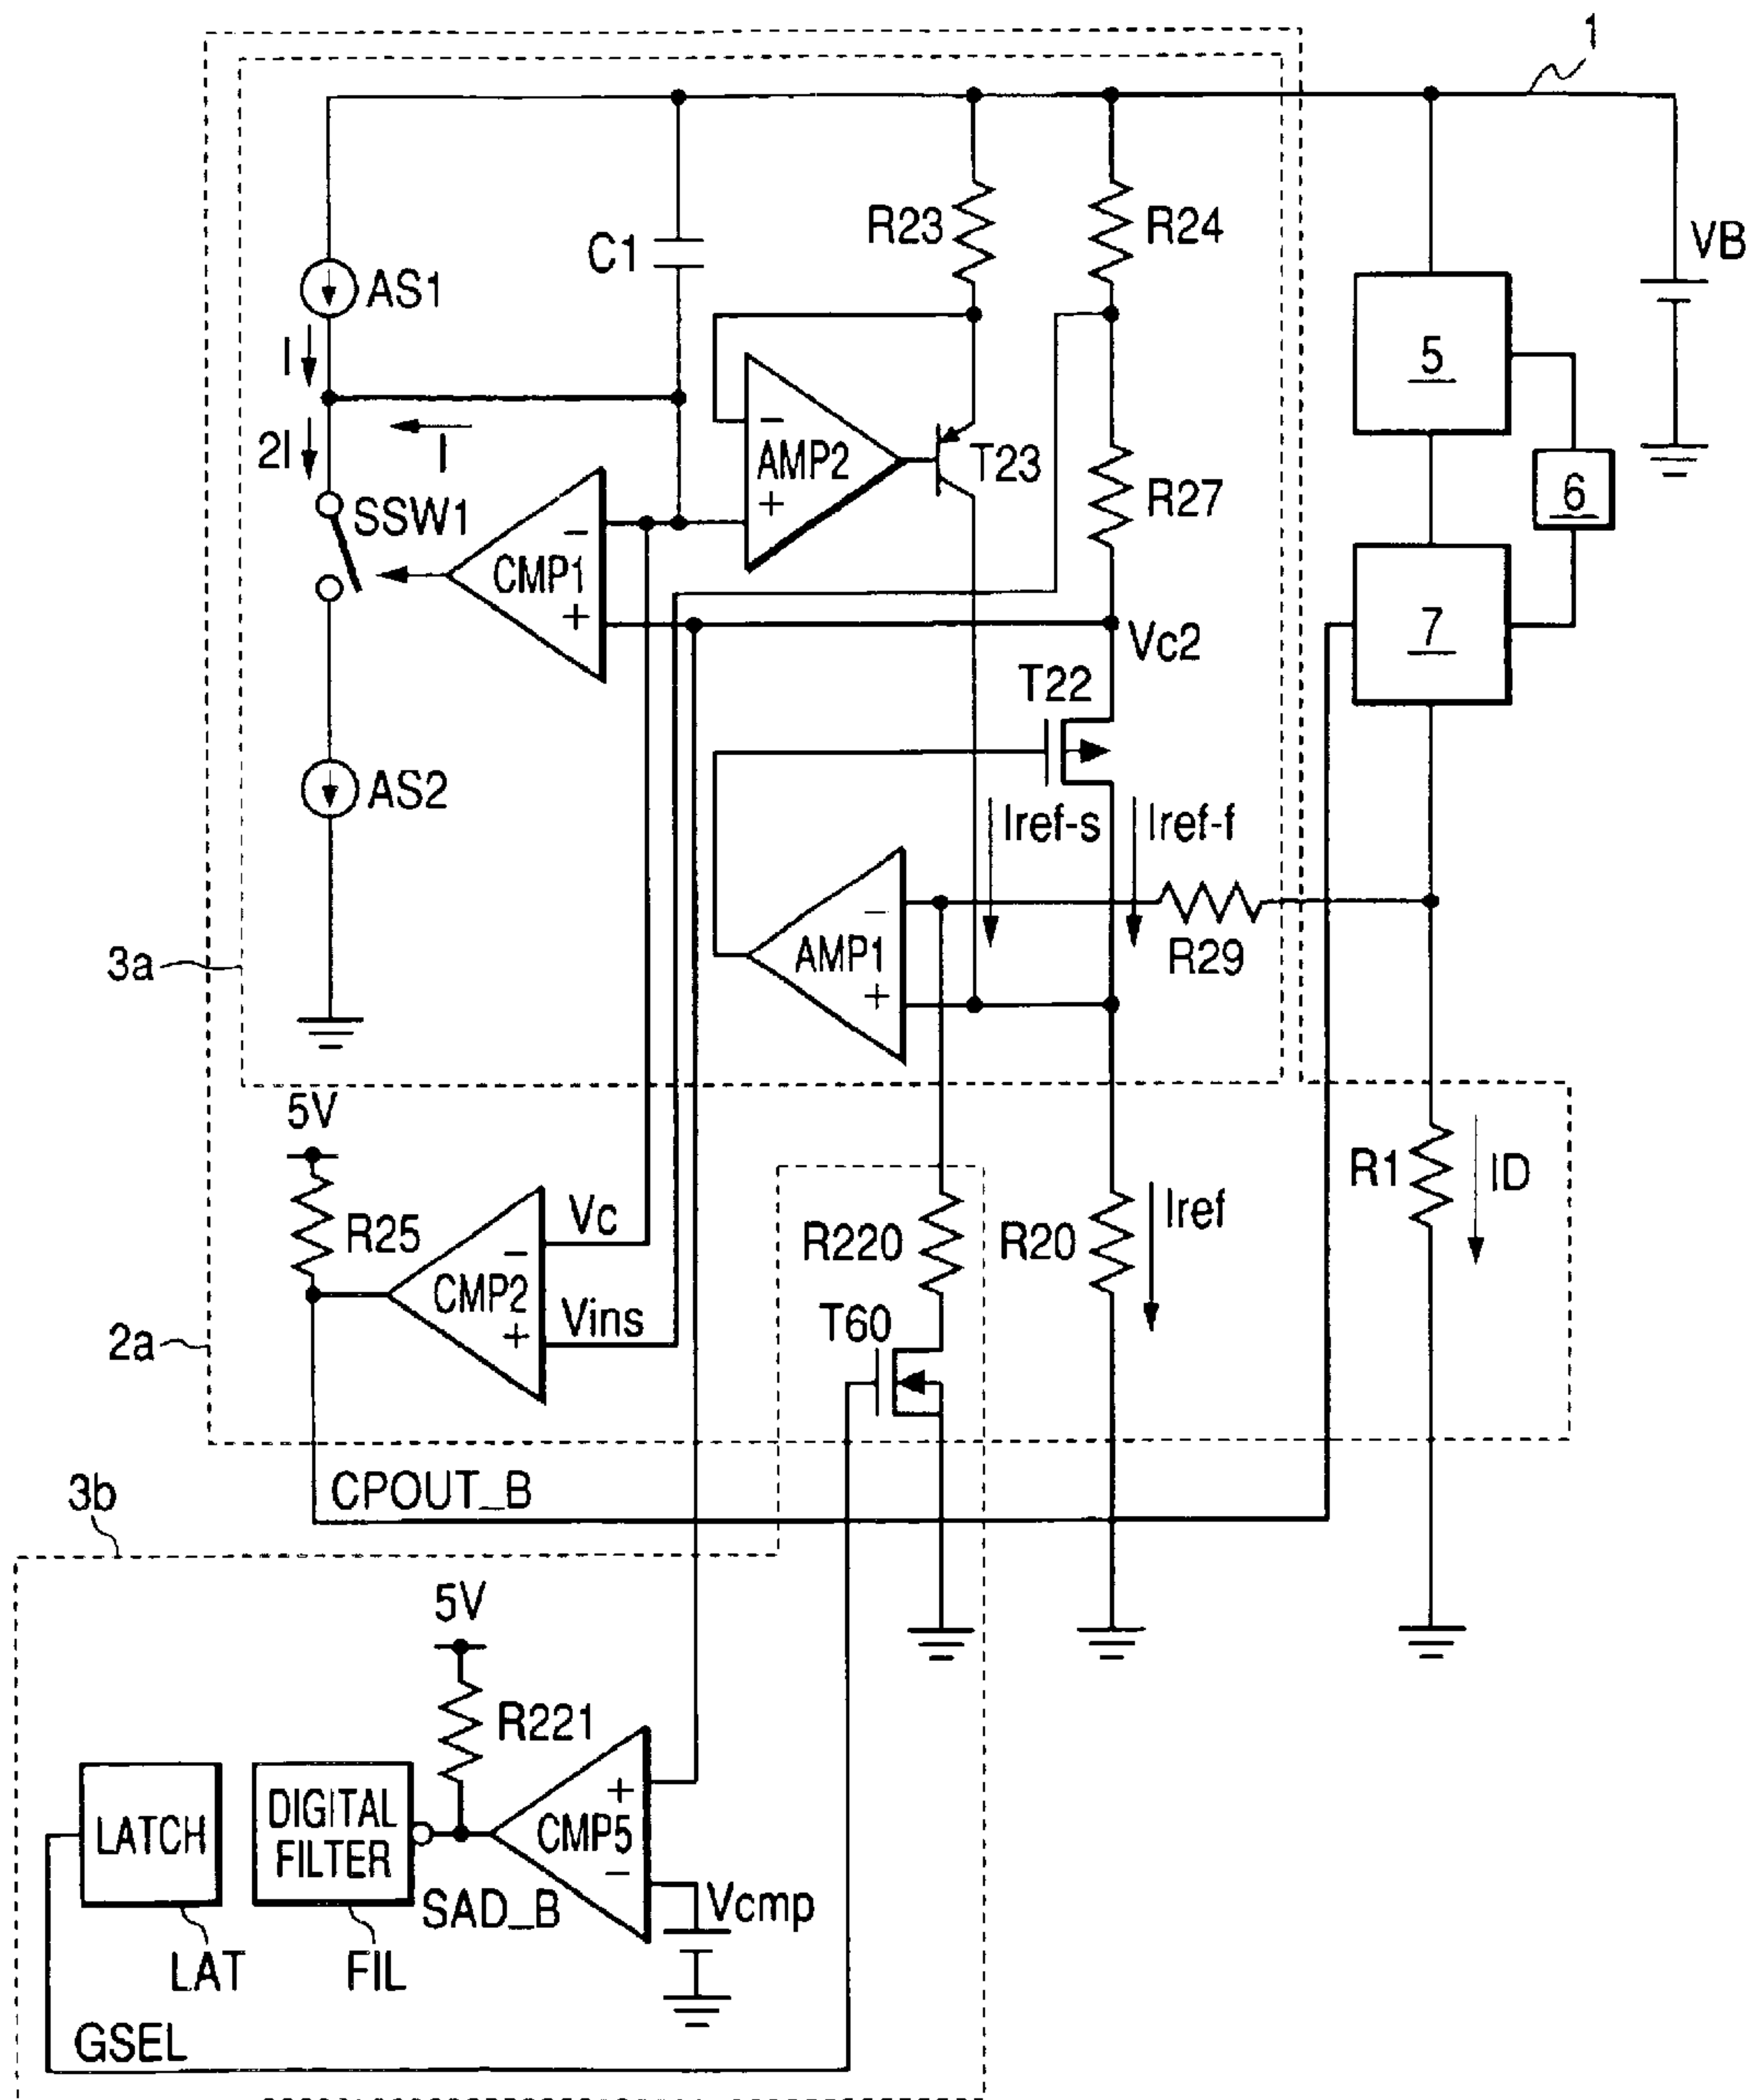 1
R23
R24
VB
C1
AS1
5
I
−
AMP2
+
T23
R27
6
2I
I
SSW1
−
CMP1
+
Vc2
7
T22
AS2
Iref-s
Iref-f
−
AMP1
+
R29
3a
5V
R1
ID
R25
Vc
−
CMP2
+
Vins
R220
R20
Iref
T60
2a
CPOUT_B
3b
5V
R221
LATCH
DIGITAL
FILTER
+
CMP5
−
SAD_B
Vcmp
LAT
FIL
GSEL